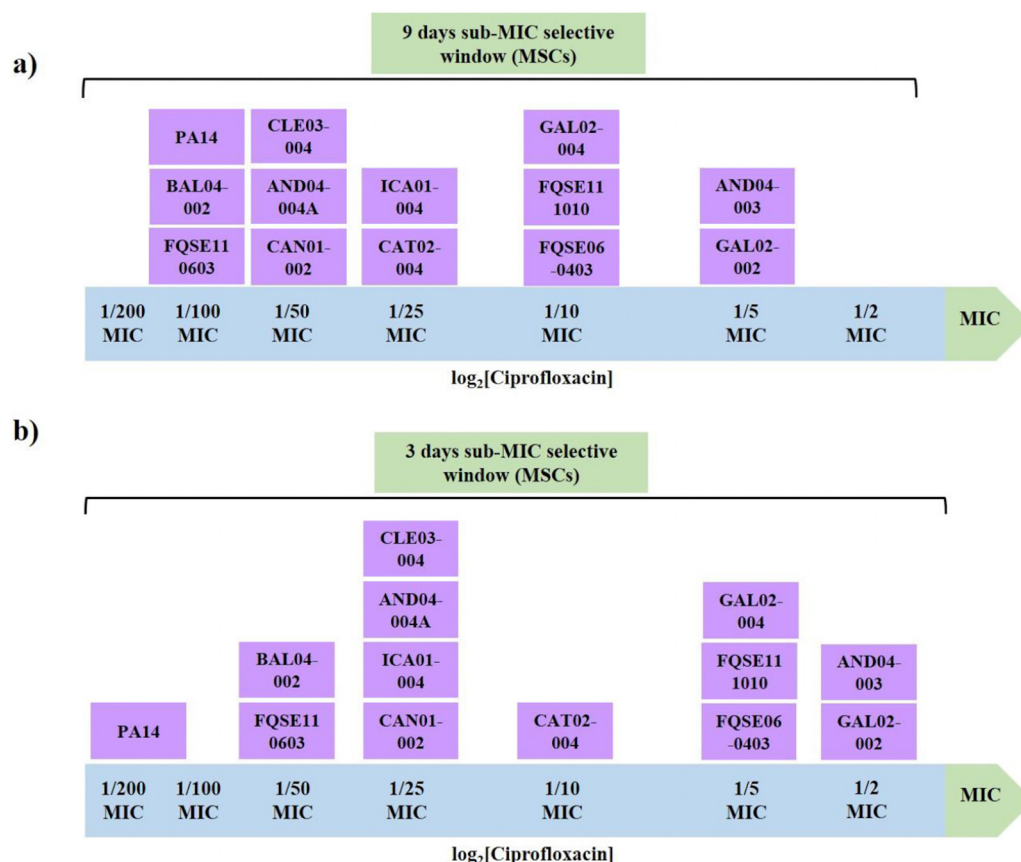 a)
9 days sub-MIC selective
window (MSCs)
PA14
CLE03-
004
GAL02-
004
BAL04-
002
AND04-
004A
ICA01-
004
FQSE11
1010
AND04-
003
FQSE11
0603
CAN01-
002
CAT02-
004
FQSE06
-0403
GAL02-
002
1/200
MIC
1/100
MIC
1/50
MIC
1/25
MIC
1/10
MIC
1/5
MIC
1/2
MIC
MIC
log₂[Ciprofloxacin]
b)
3 days sub-MIC selective
window (MSCs)
CLE03-
004
AND04-
004A
GAL02-
004
BAL04-
002
ICA01-
004
FQSE11
1010
AND04-
003
PA14
FQSE11
0603
CAN01-
002
CAT02-
004
FQSE06
-0403
GAL02-
002
1/200
MIC
1/100
MIC
1/50
MIC
1/25
MIC
1/10
MIC
1/5
MIC
1/2
MIC
MIC
log₂[Ciprofloxacin]